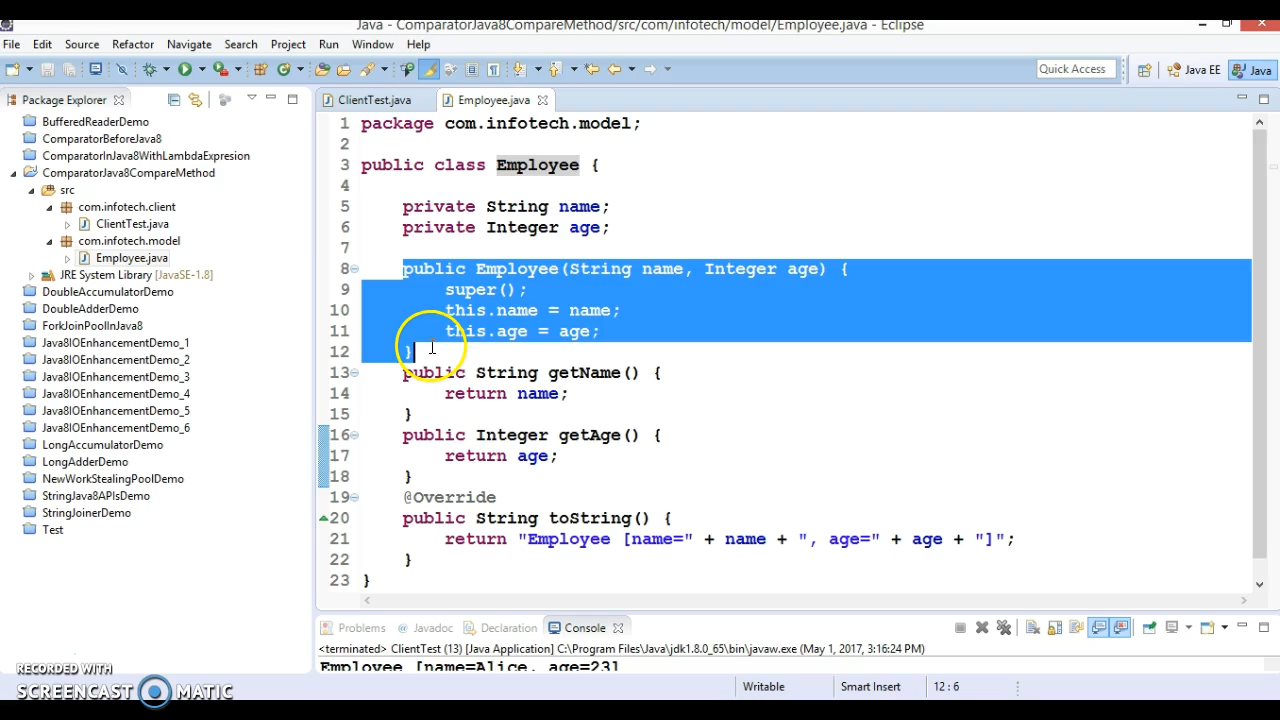 Java - ComparatorJava8CompareMethod/src/com/infotech/model/Employee.java - Eclipse
File Edit Source Refactor Navigate Search Project Run Window Help
Quick Access
Java EE
Java
Package Explorer
BufferedReaderDemo
ComparatorBeforeJava8
ComparatorInJava8WithLambdaExpresion
ComparatorJava8CompareMethod
src
com.infotech.client
ClientTest.java
com.infotech.model
Employee.java
JRE System Library [JavaSE-1.8]
DoubleAccumulatorDemo
DoubleAdderDemo
ForkJoinPoolInJava8
Java8IOEnhancementDemo_1
Java8IOEnhancementDemo_2
Java8IOEnhancementDemo_3
Java8IOEnhancementDemo_4
Java8IOEnhancementDemo_5
Java8IOEnhancementDemo_6
LongAccumulatorDemo
LongAdderDemo
NewWorkStealingPoolDemo
StringJava8APIsDemo
StringJoinerDemo
Test
ClientTest.java Employee.java
1 package com.infotech.model;
2
3 public class Employee {
4
5 private String name;
6 private Integer age;
7
8 public Employee(String name, Integer age) {
9 super();
10 this.name = name;
11 this.age = age;
12 }
13 public String getName() {
14 return name;
15 }
16 public Integer getAge() {
17 return age;
18 }
19 @Override
20 public String toString() {
21 return "Employee [name=" + name + ", age=" + age + "]";
22 }
23 }
Problems Javadoc Declaration Console
<terminated> ClientTest (13) [Java Application] C:\Program Files\Java\jdk1.8.0_65\bin\javaw.exe (May 1, 2017, 3:16:24 PM)
Employee [name=Alice, age=23]
Writable Smart Insert 12 : 6
RECORDED WITH
SCREENCAST MATIC